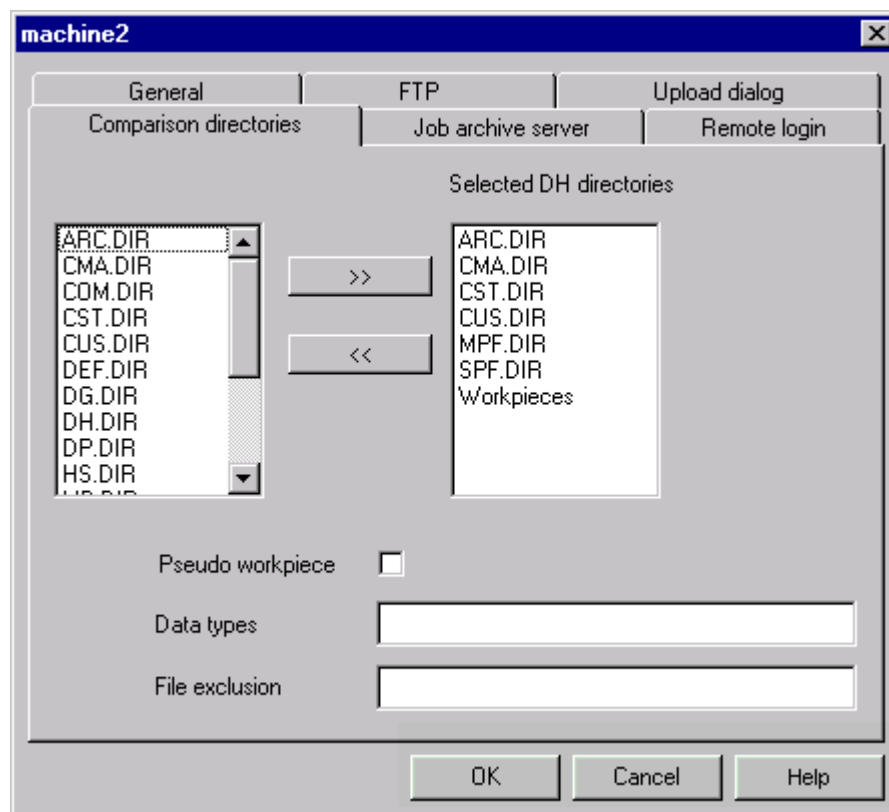 machine2
General
FTP
Upload dialog
Comparison directories
Job archive server
Remote login
Selected DH directories
ARC.DIR
CMA.DIR
COM.DIR
CST.DIR
CUS.DIR
DEF.DIR
DG.DIR
DH.DIR
DP.DIR
HS.DIR
>>
<<
ARC.DIR
CMA.DIR
CST.DIR
CUS.DIR
MPF.DIR
SPF.DIR
Workpieces
Pseudo workpiece
Data types
File exclusion
OK
Cancel
Help